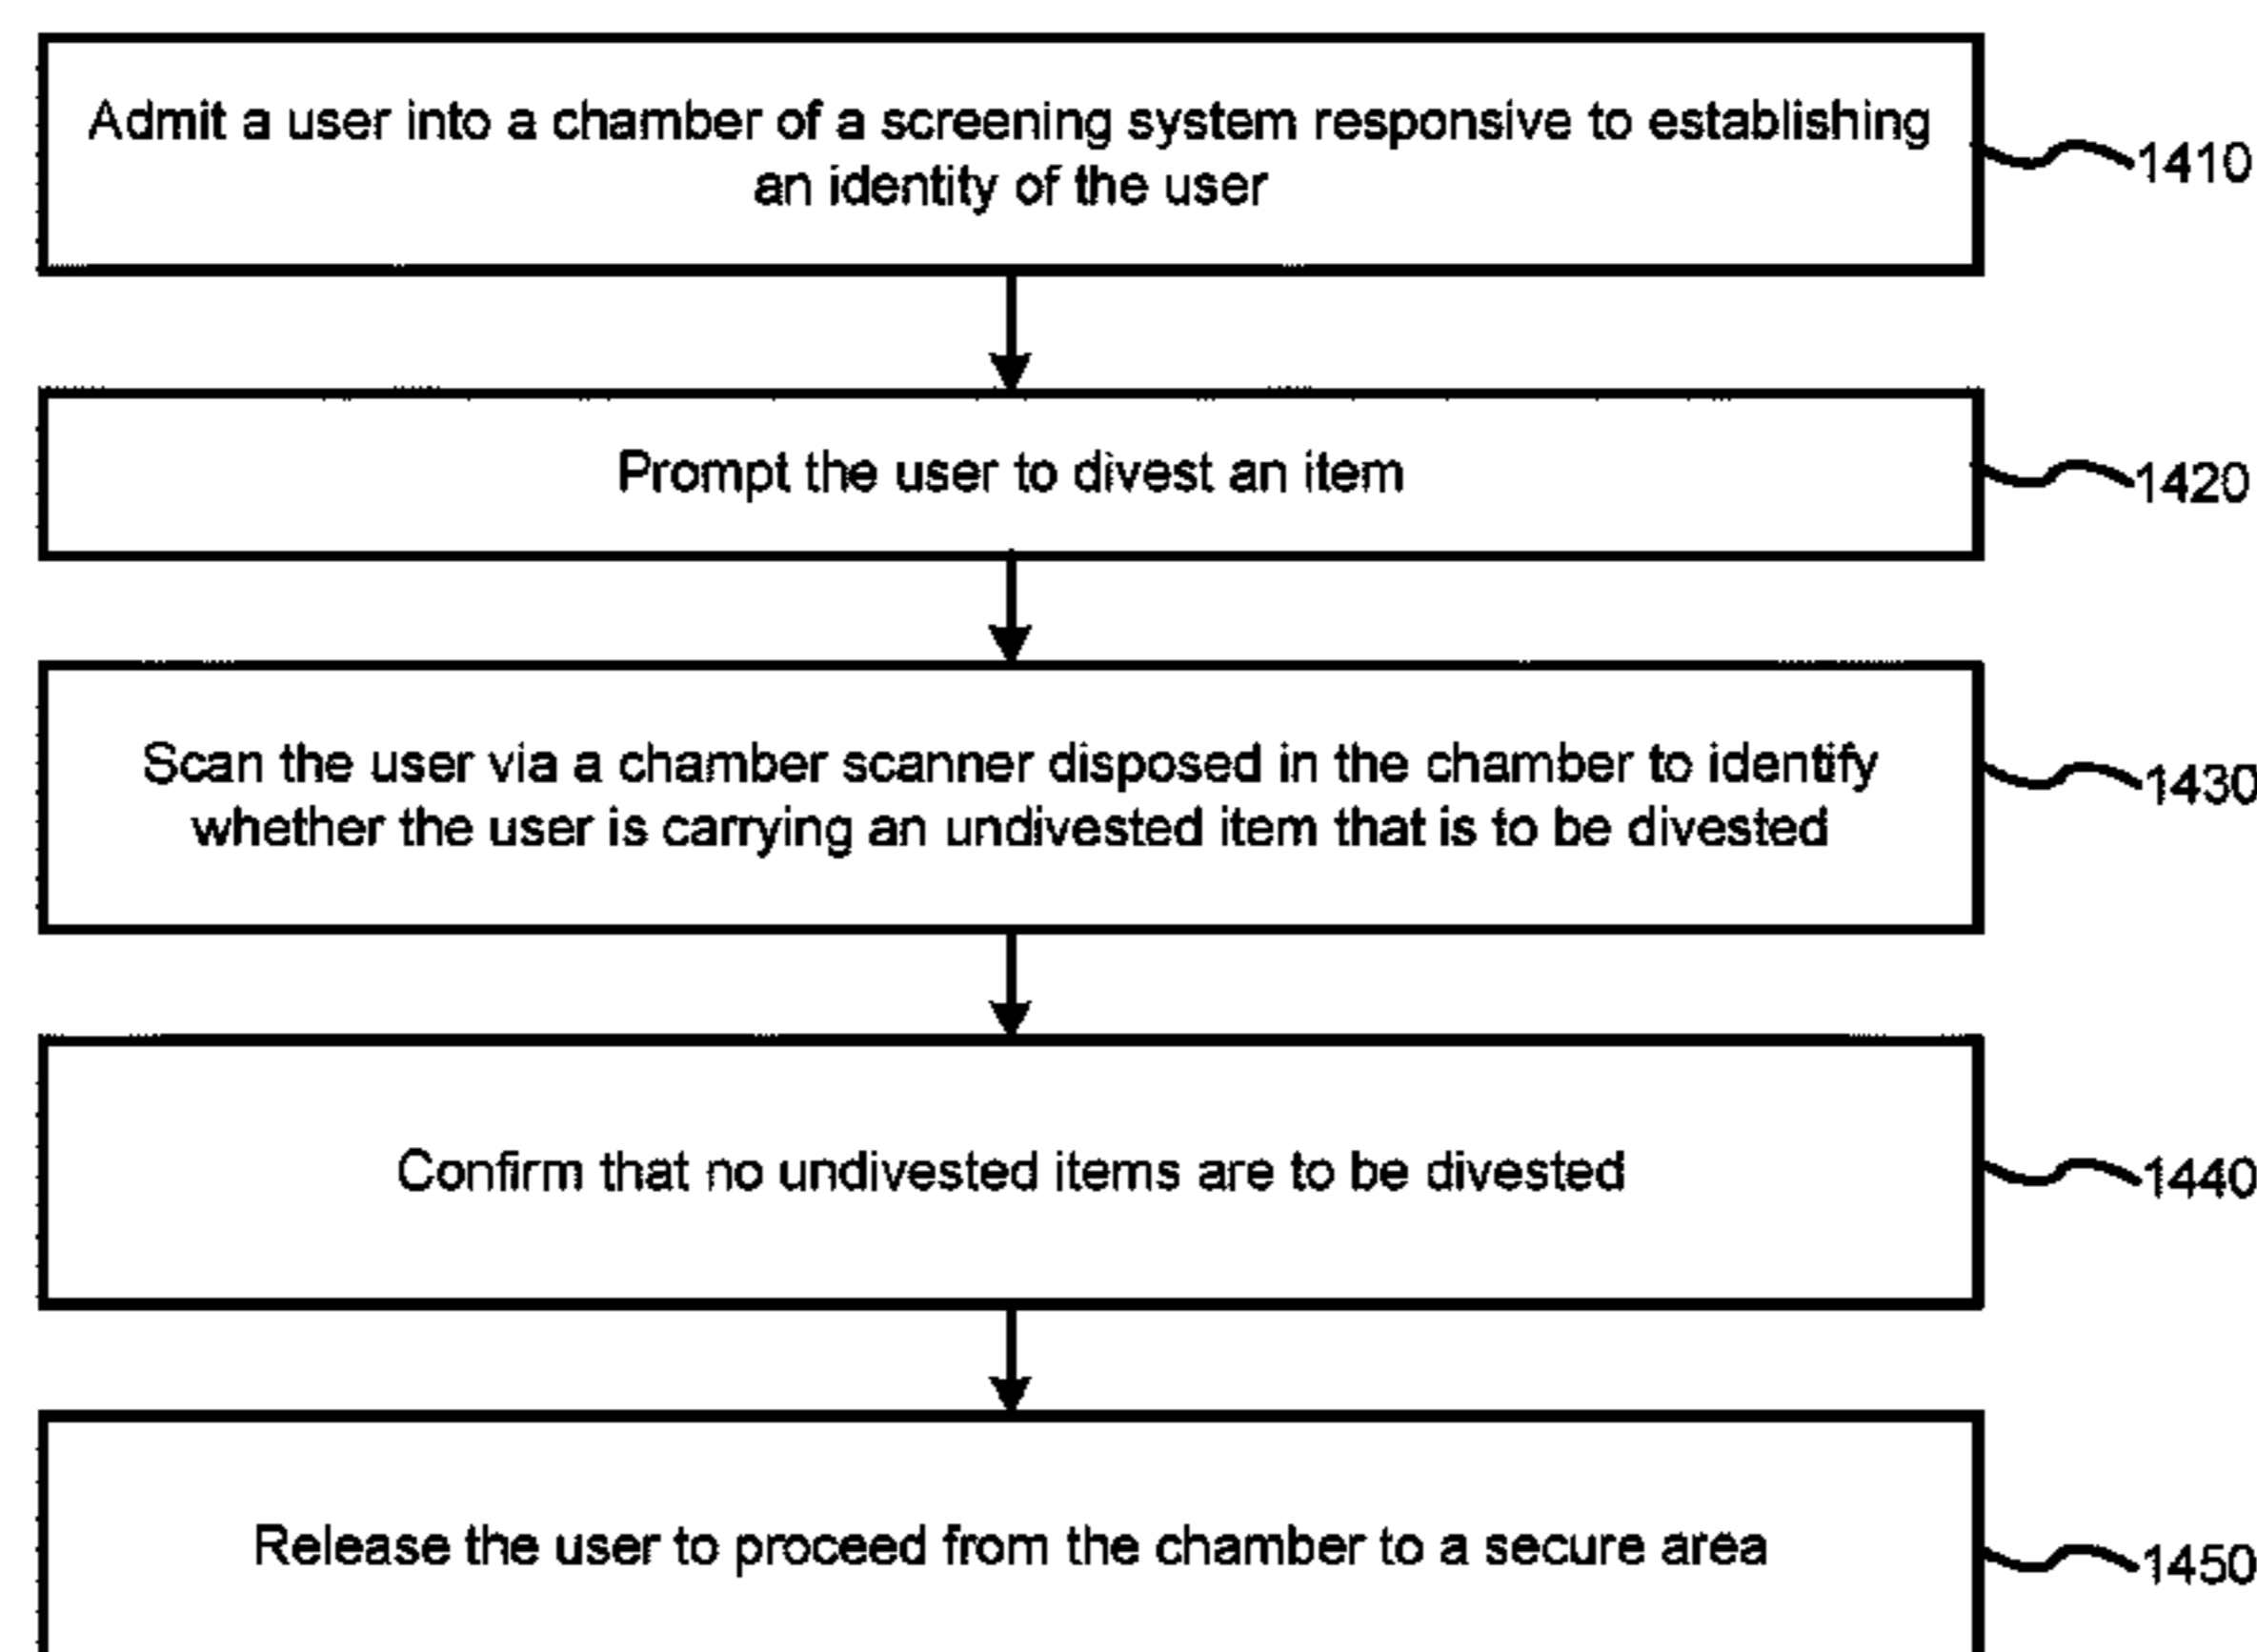 Admit a user into a chamber of a screening system responsive to establishing
an identity of the user
1410
Prompt the user to divest an item
1420
Scan the user via a chamber scanner disposed in the chamber to identify
whether the user is carrying an undivested item that is to be divested
1430
Confirm that no undivested items are to be divested
1440
Release the user to proceed from the chamber to a secure area
1450